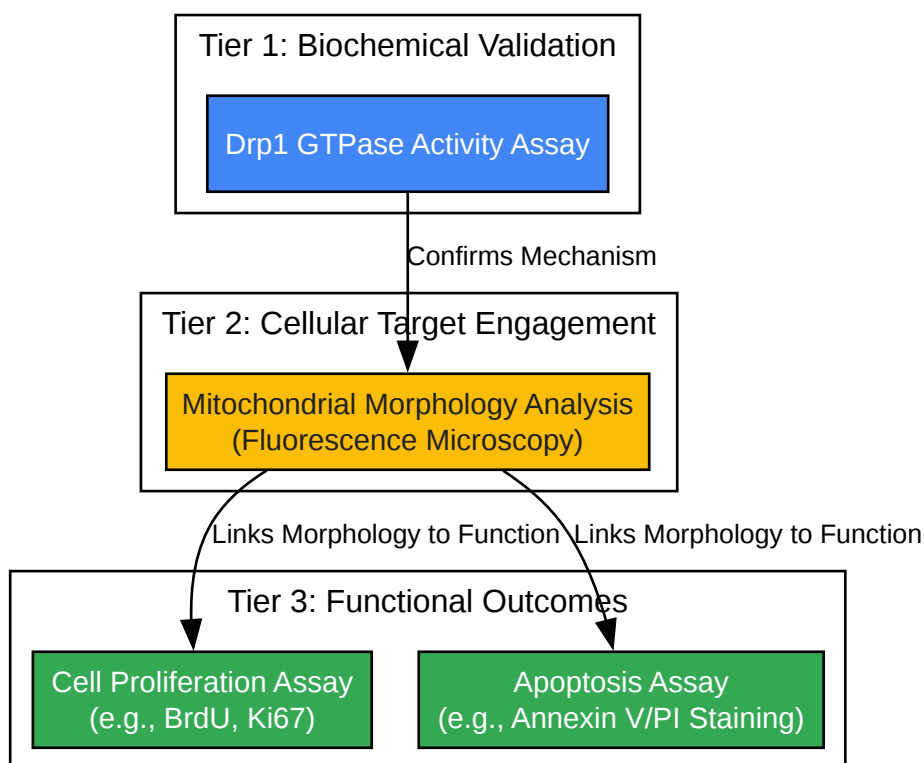 Tier 1: Biochemical Validation
Drp1 GTPase Activity Assay
Confirms Mechanism
Tier 2: Cellular Target Engagement
Mitochondrial Morphology Analysis
(Fluorescence Microscopy)
Links Morphology to Function
Links Morphology to Function
Tier 3: Functional Outcomes
Cell Proliferation Assay
(e.g., BrdU, Ki67)
Apoptosis Assay
(e.g., Annexin V/PI Staining)